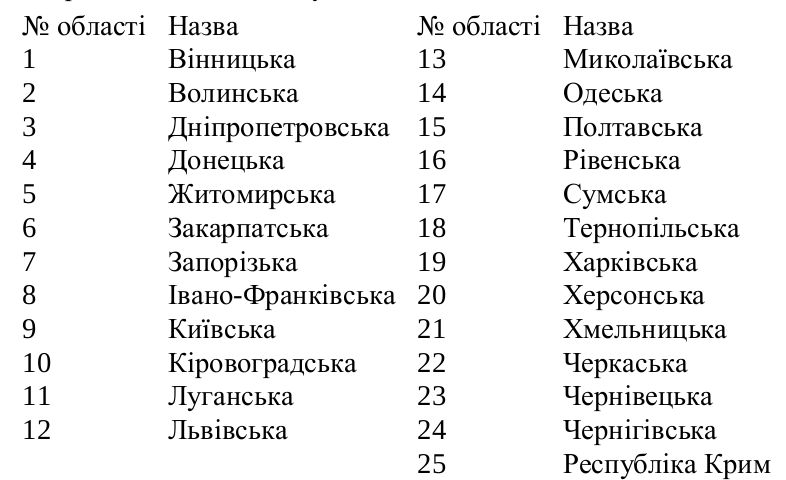 № області Назва № області Назва
1 Вінницька 13 Миколаївська
2 Волинська 14 Одеська
3 Дніпропетровська 15 Полтавська
4 Донецька 16 Рівенська
5 Житомирська 17 Сумська
6 Закарпатська 18 Тернопільська
7 Запорізька 19 Харківська
8 Івано-Франківська 20 Херсонська
9 Київська 21 Хмельницька
10 Кіровоградська 22 Черкаська
11 Луганська 23 Чернівецька
12 Львівська 24 Чернігівська
25 Республіка Крим